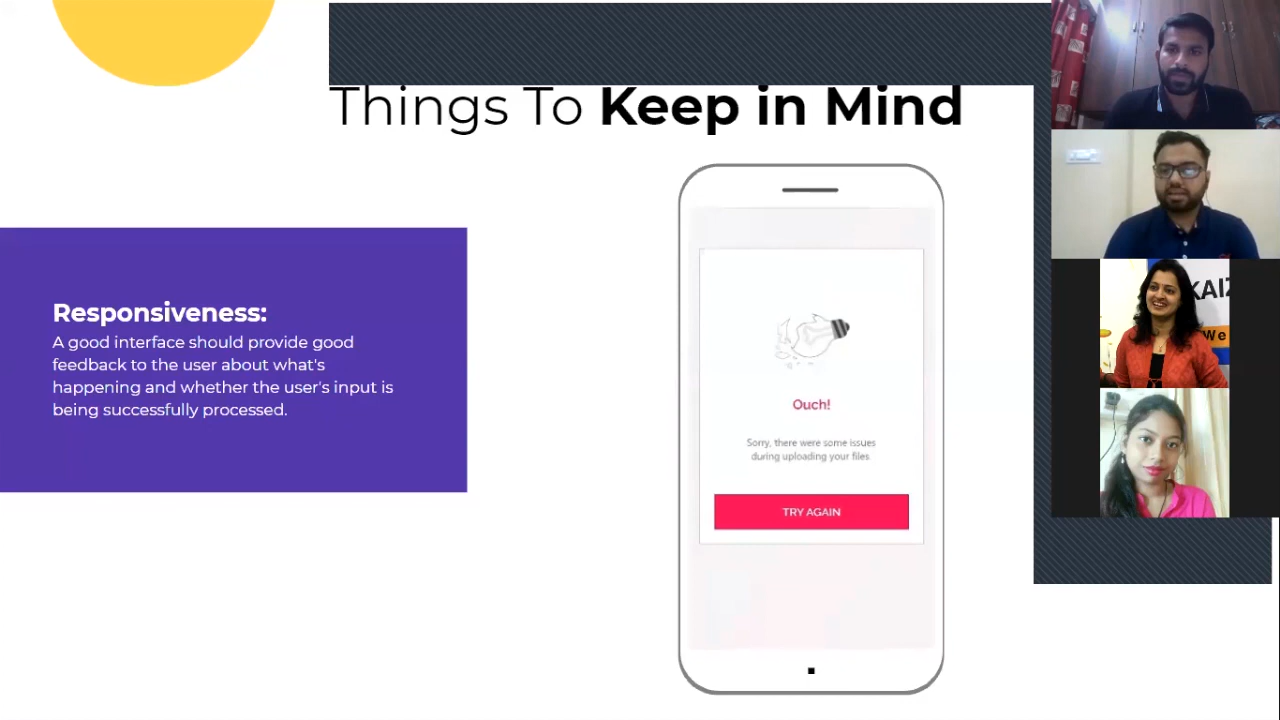 Things To Keep in Mind
Responsiveness:
A good interface should provide good
feedback to the user about what's
happening and whether the user's input is
being successfully processed.
Ouch!
Sorry, there were some issues
during uploading your files
TRY AGAIN
KAIZ
We